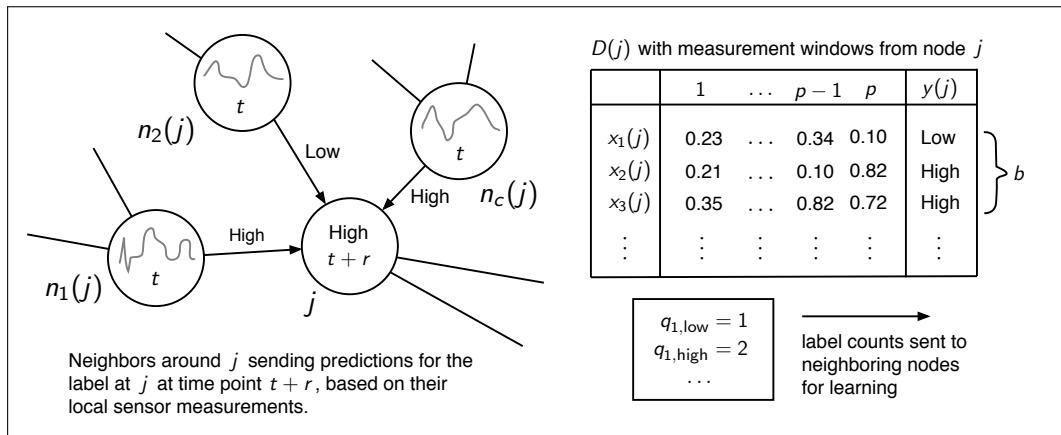 t
n₂(j)
Low
t
n_c(j)
High
t
n₁(j)
High
High
t + r
j
Neighbors around j sending predictions for the
label at j at time point t + r, based on their
local sensor measurements.
D(j) with measurement windows from node j
1 … p − 1 p y(j)
x₁(j) 0.23 … 0.34 0.10 Low
x₂(j) 0.21 … 0.10 0.82 High
x₃(j) 0.35 … 0.82 0.72 High
⋮ ⋮ ⋮ ⋮ ⋮ ⋮
b
q₁,low = 1
q₁,high = 2
…
label counts sent to
neighboring nodes
for learning